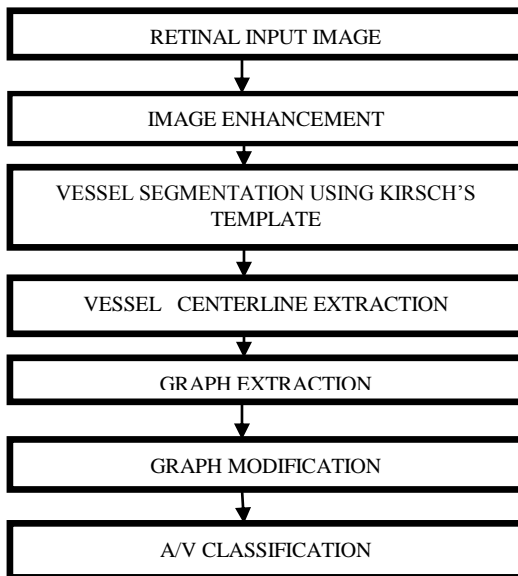 RETINAL INPUT IMAGE
IMAGE ENHANCEMENT
VESSEL SEGMENTATION USING KIRSCH'S
TEMPLATE
VESSEL CENTERLINE EXTRACTION
GRAPH EXTRACTION
GRAPH MODIFICATION
A/V CLASSIFICATION